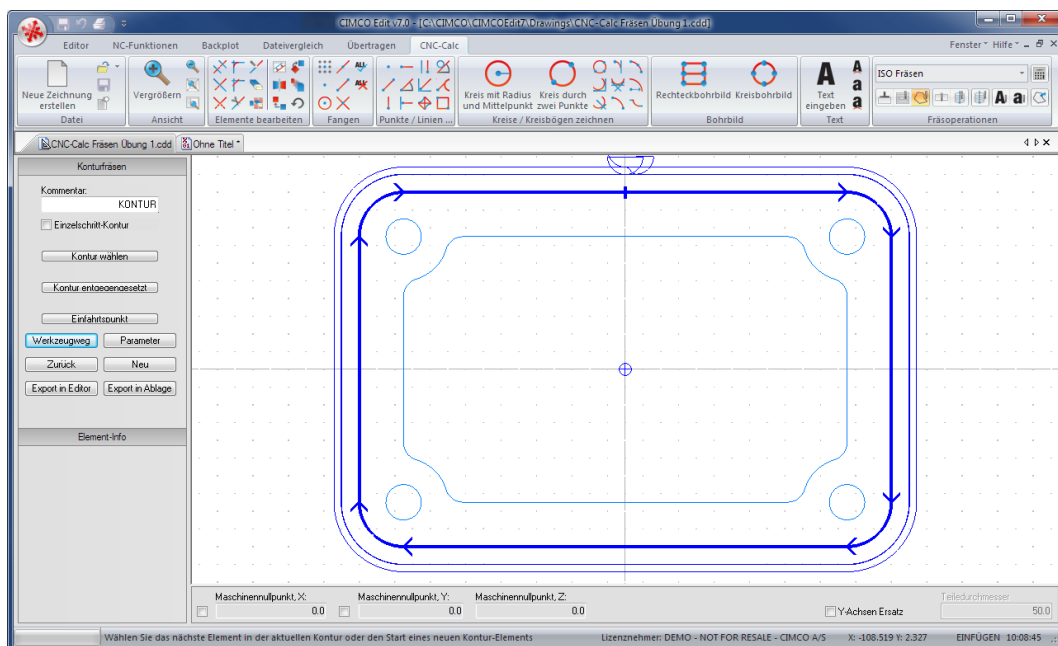 CIMCO Edit v7.0 - [C:\CIMCO\CIMCOEdit7\Drawings\CNC-Calc Fräsen Übung 1.cdd]
Editor NC-Funktionen Backplot Dateivergleich Übertragen CNC-Calc Fenster Hilfe
Neue Zeichnung erstellen
Vergrößern
Kreis mit Radius und Mittelpunkt
Kreis durch zwei Punkte
Rechteckbohrbild Kreisbohrbild
Text eingeben
ISO Fräsen
Datei Ansicht Elemente bearbeiten Fangen Punkte / Linien ... Kreise / Kreisbögen zeichnen Bohrbild Text Fräsoperationen
CNC-Calc Fräsen Übung 1.cdd Ohne Titel *
Konturfräsen
Kommentar:
KONTUR
Einzelschritt-Kontur
Kontur wählen
Kontur entgegengesetzt
Einfahrtspunkt
Werkzeugweg Parameter
Zurück Neu
Export in Editor Export in Ablage
Element-Info
Maschinennullpunkt, X: Maschinennullpunkt, Y: Maschinennullpunkt, Z: Teiledurchmesser
0.0 0.0 0.0 Y-Achsen Ersatz 50.0
Wählen Sie das nächste Element in der aktuellen Kontur oder den Start eines neuen Kontur-Elements Lizenznehmer: DEMO - NOT FOR RESALE - CIMCO A/S X: -108.519 Y: 2.327 EINFÜGEN 10:08:45